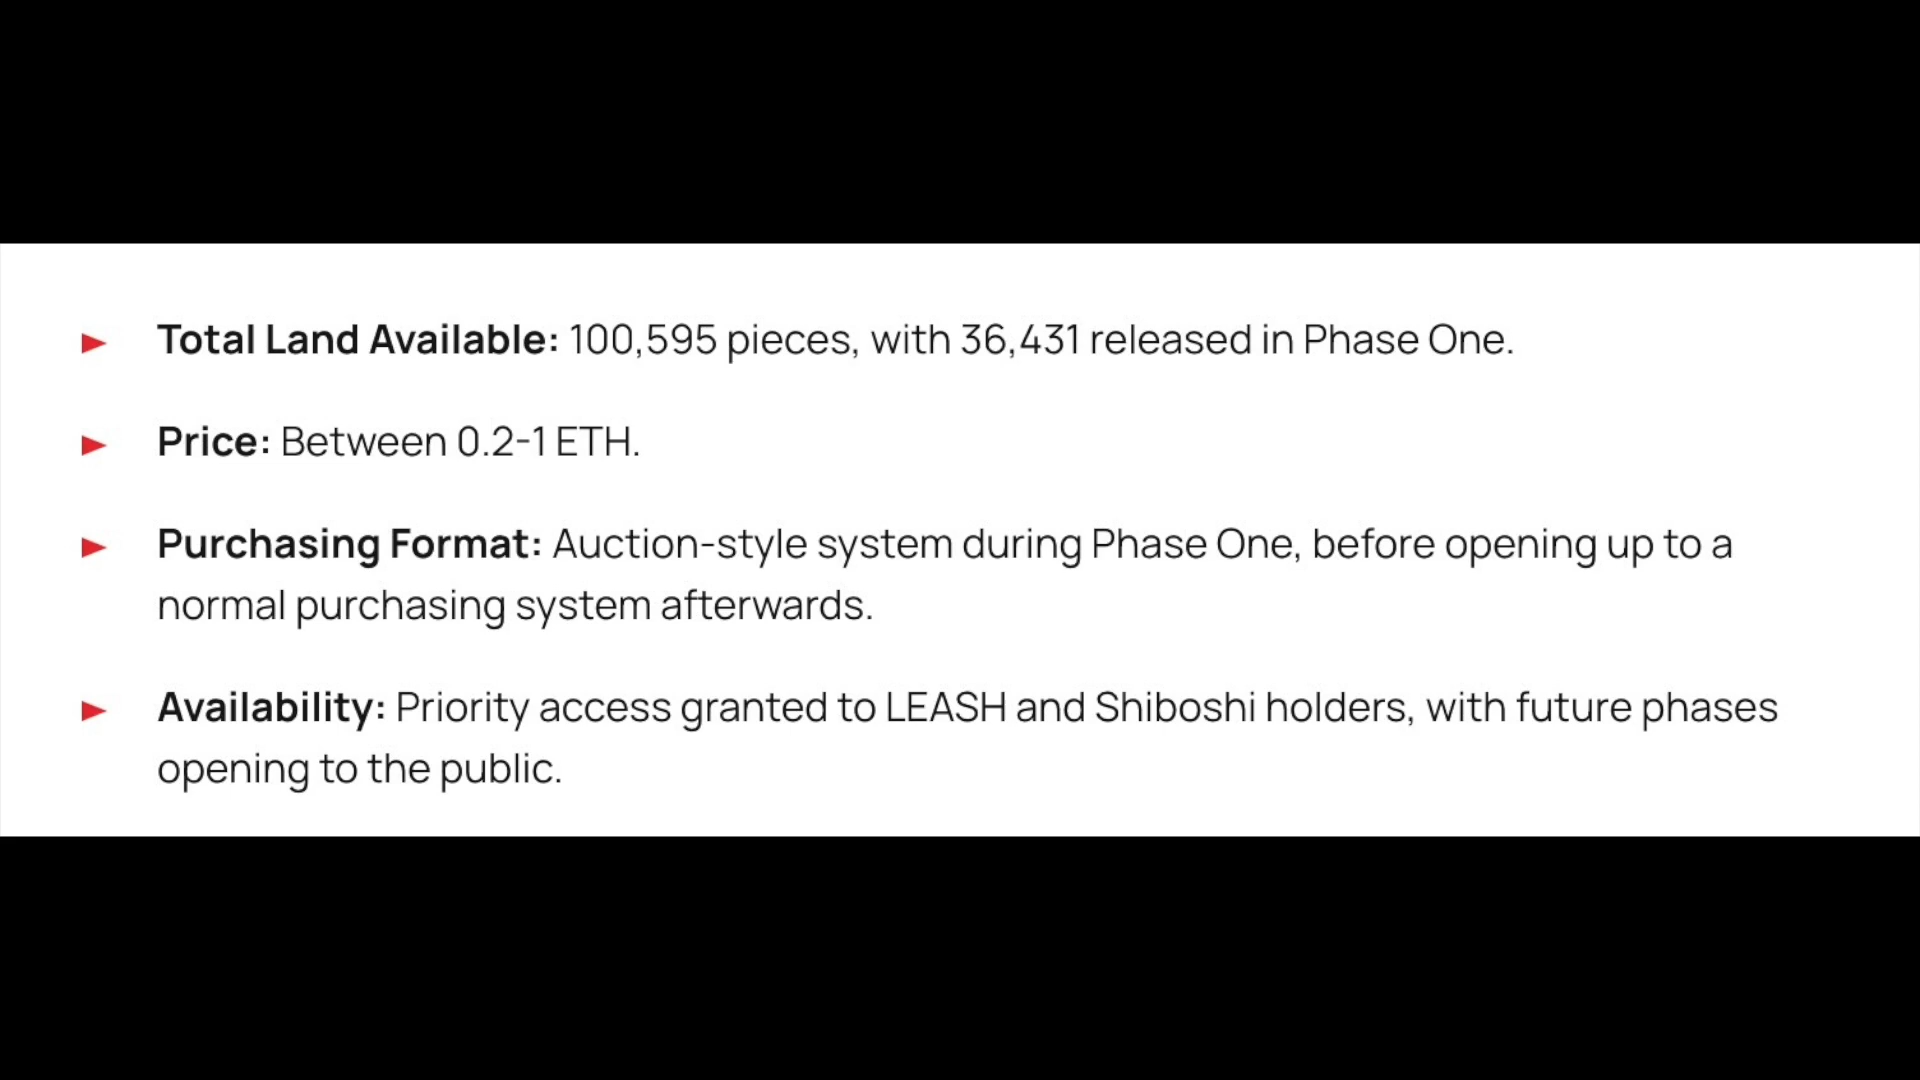 Total Land Available: 100,595 pieces, with 36,431 released in Phase One.
Price: Between 0.2-1 ETH.
Purchasing Format: Auction-style system during Phase One, before opening up to a
normal purchasing system afterwards.
Availability: Priority access granted to LEASH and Shiboshi holders, with future phases
opening to the public.